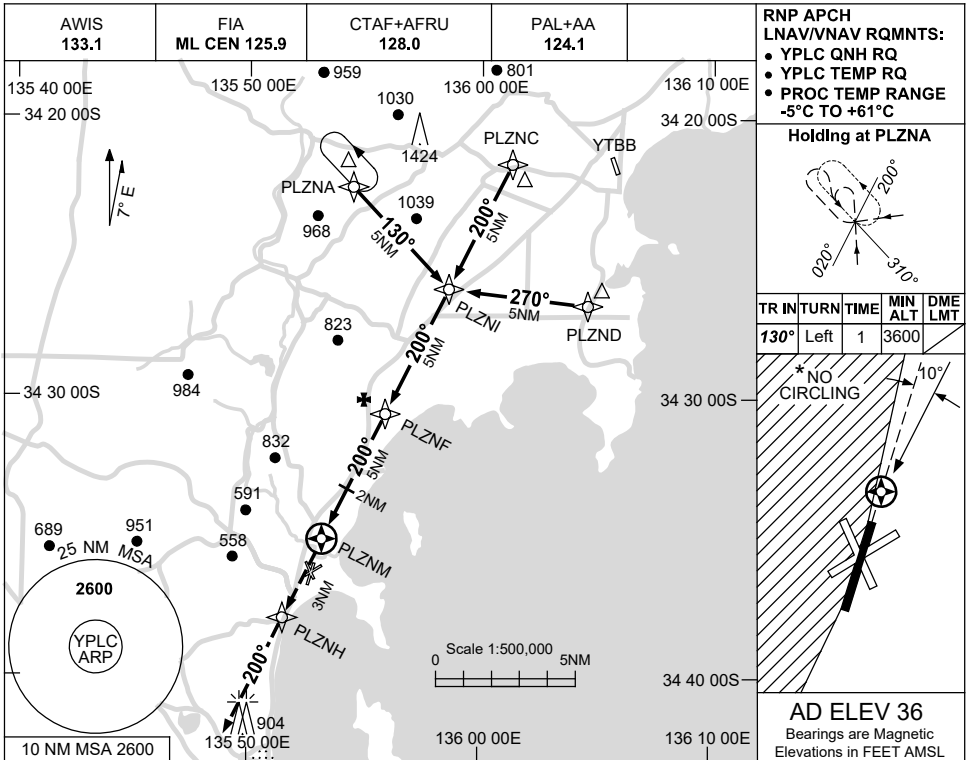 AWIS
133.1
FIA
ML CEN 125.9
CTAF+AFRU
128.0
PAL+AA
124.1
RNP APCH
LNAV/VNAV RQMNTS:
• YPLC QNH RQ
• YPLC TEMP RQ
• PROC TEMP RANGE
-5°C TO +61°C
135 40 00E
135 50 00E
959
136 00 00E
801
136 10 00E
34 20 00S
1030
34 20 00S
1424
PLZNC
YTBB
7° E
PLZNA
968
1039
130°
5NM
200°
5NM
270°
5NM
PLZNI
PLZND
823
200°
5NM
984
34 30 00S
34 30 00S
PLZNF
832
200°
5NM
2NM
591
689
951
558
PLZNM
25 NM MSA
2600
YPLC
ARP
3NM
PLZNH
Scale 1:500,000
0
5NM
200°
34 40 00S
904
10 NM MSA 2600
135 50 00E
136 00 00E
136 10 00E
Holding at PLZNA
200°
020°
310°
TR IN TURN TIME MIN ALT DME LMT
130° Left 1 3600
*NO
CIRCLING
10°
AD ELEV 36
Bearings are Magnetic
Elevations in FEET AMSL